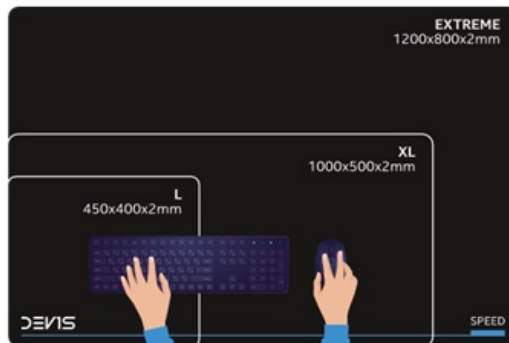 EXTREME
1200x800x2mm
XL
1000x500x2mm
L
450x400x2mm
DEVIS
SPEED